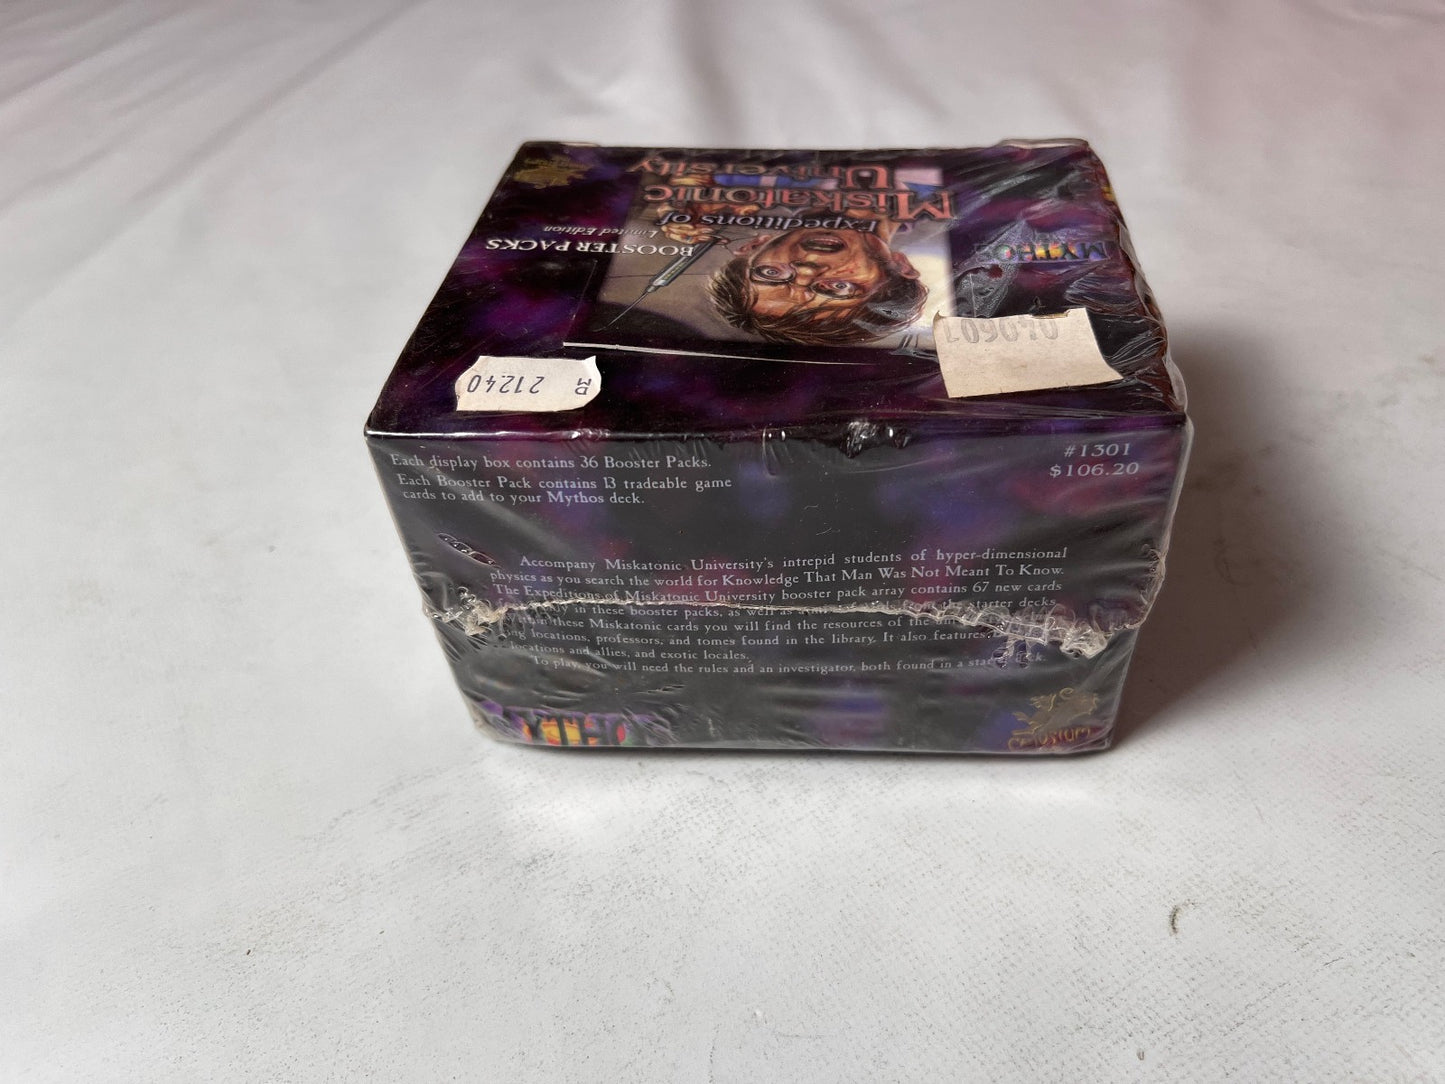 Expeditions of
Miskatonic
University
BOOSTER PACKS
Limited Edition
MYTHOS
040601
DM
21240
Each display box contains 36 Booster Packs.
Each Booster Pack contains 13 tradeable game
cards to add to your Mythos deck.
#1301
$106.20
Accompany Miskatonic University's intrepid students of hyper-dimensional
physics as you search the world for Knowledge That Man Was Not Meant To Know.
The Expeditions of Miskatonic University booster pack array contains 67 new cards
in these booster packs, as well as from the starter decks.
these Miskatonic cards you will find the resources of the
locations, professors, and tomes found in the library. It also features
locations and allies, and exotic locales.
To play, you will need the rules and an investigator, both found in a
MYTHOS